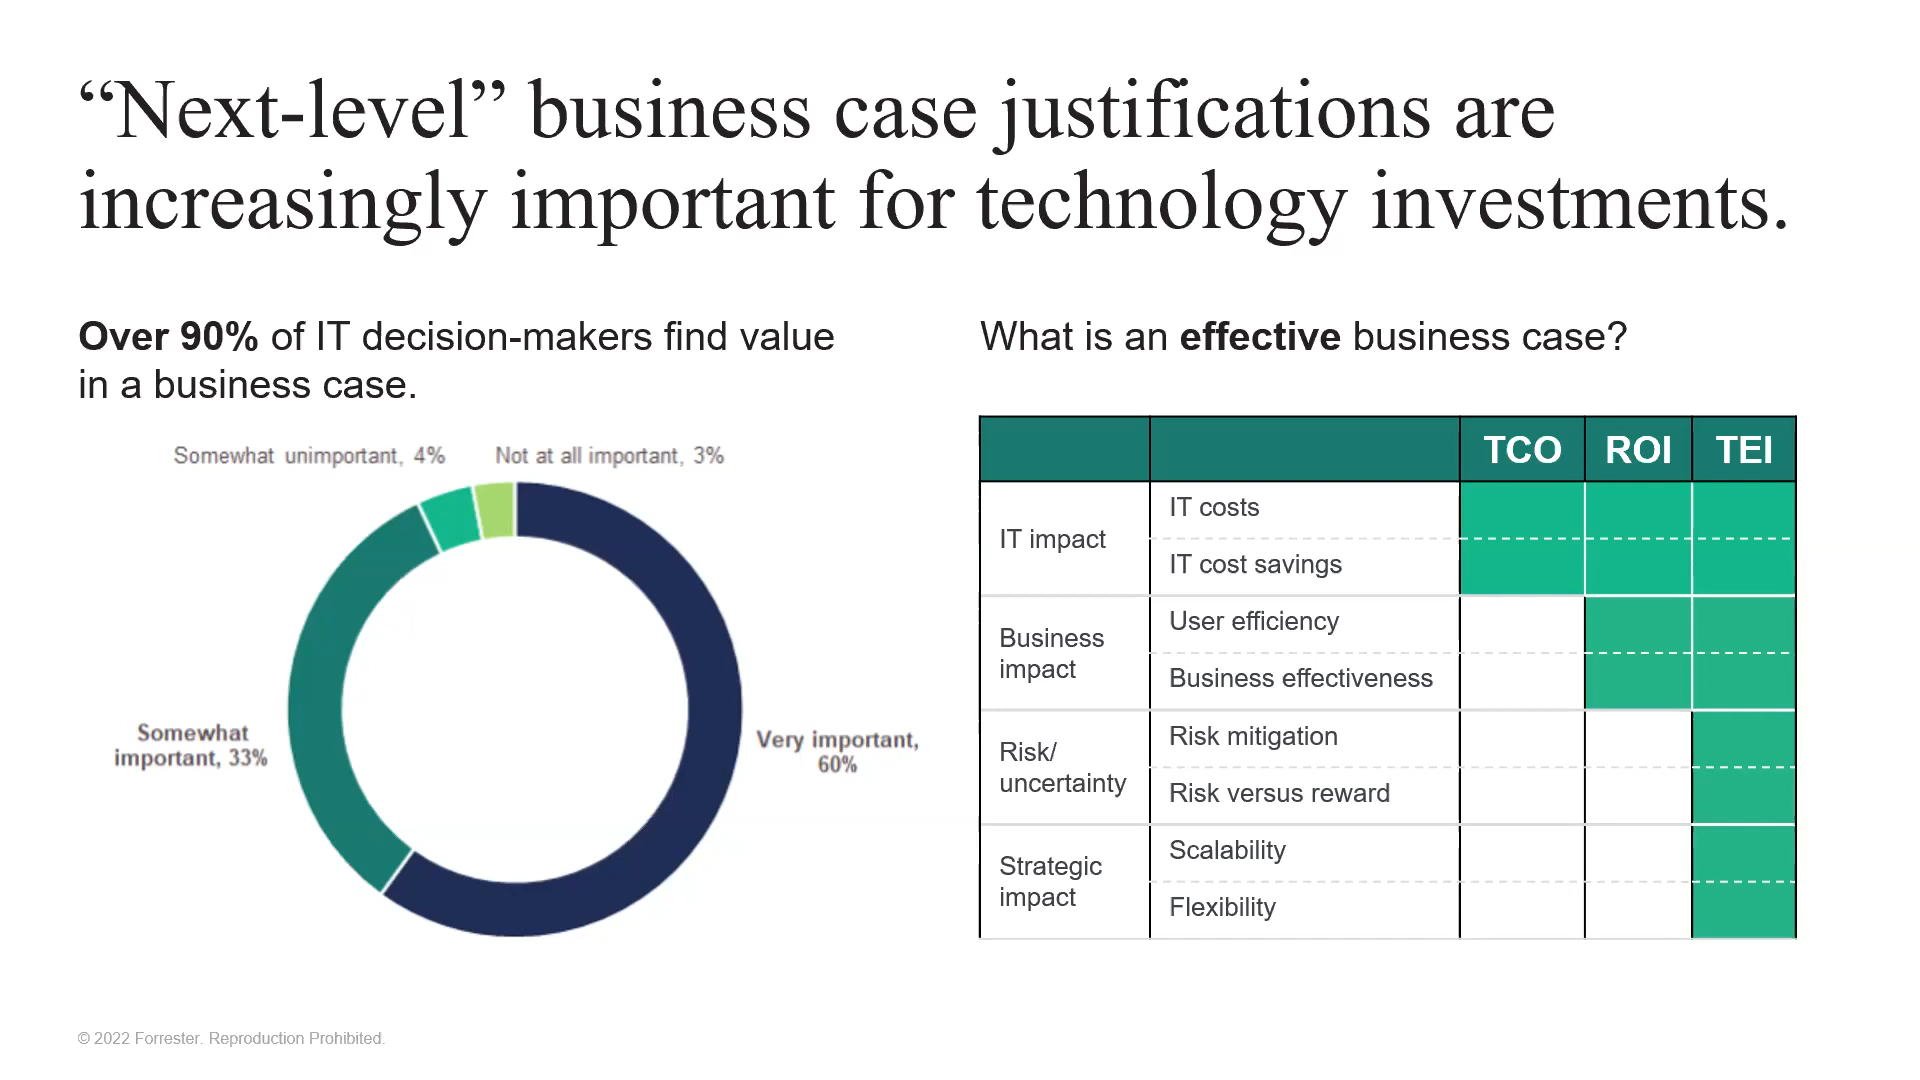 “Next-level” business case justifications are
increasingly important for technology investments.
Over 90% of IT decision-makers find value
in a business case.
Somewhat unimportant, 4%
Not at all important, 3%
Somewhat
important, 33%
Very important,
60%
What is an effective business case?
TCO ROI TEI
IT impact
IT costs
IT cost savings
Business
impact
User efficiency
Business effectiveness
Risk/
uncertainty
Risk mitigation
Risk versus reward
Strategic
impact
Scalability
Flexibility
© 2022 Forrester. Reproduction Prohibited.